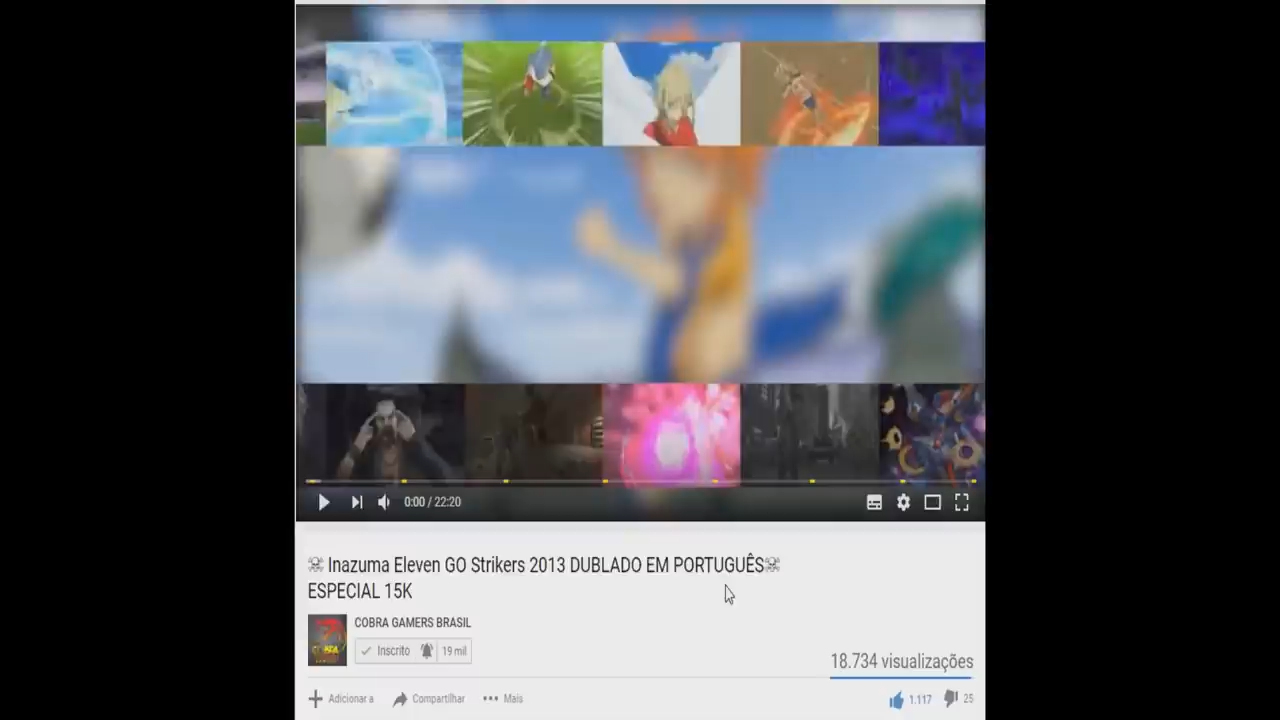 0:00 / 22:20
☠ Inazuma Eleven GO Strikers 2013 DUBLADO EM PORTUGUÊS☠
ESPECIAL 15K
COBRA GAMERS BRASIL
Inscrito 19 mil
18.734 visualizações
Adicionar a Compartilhar Mais 1.117 25